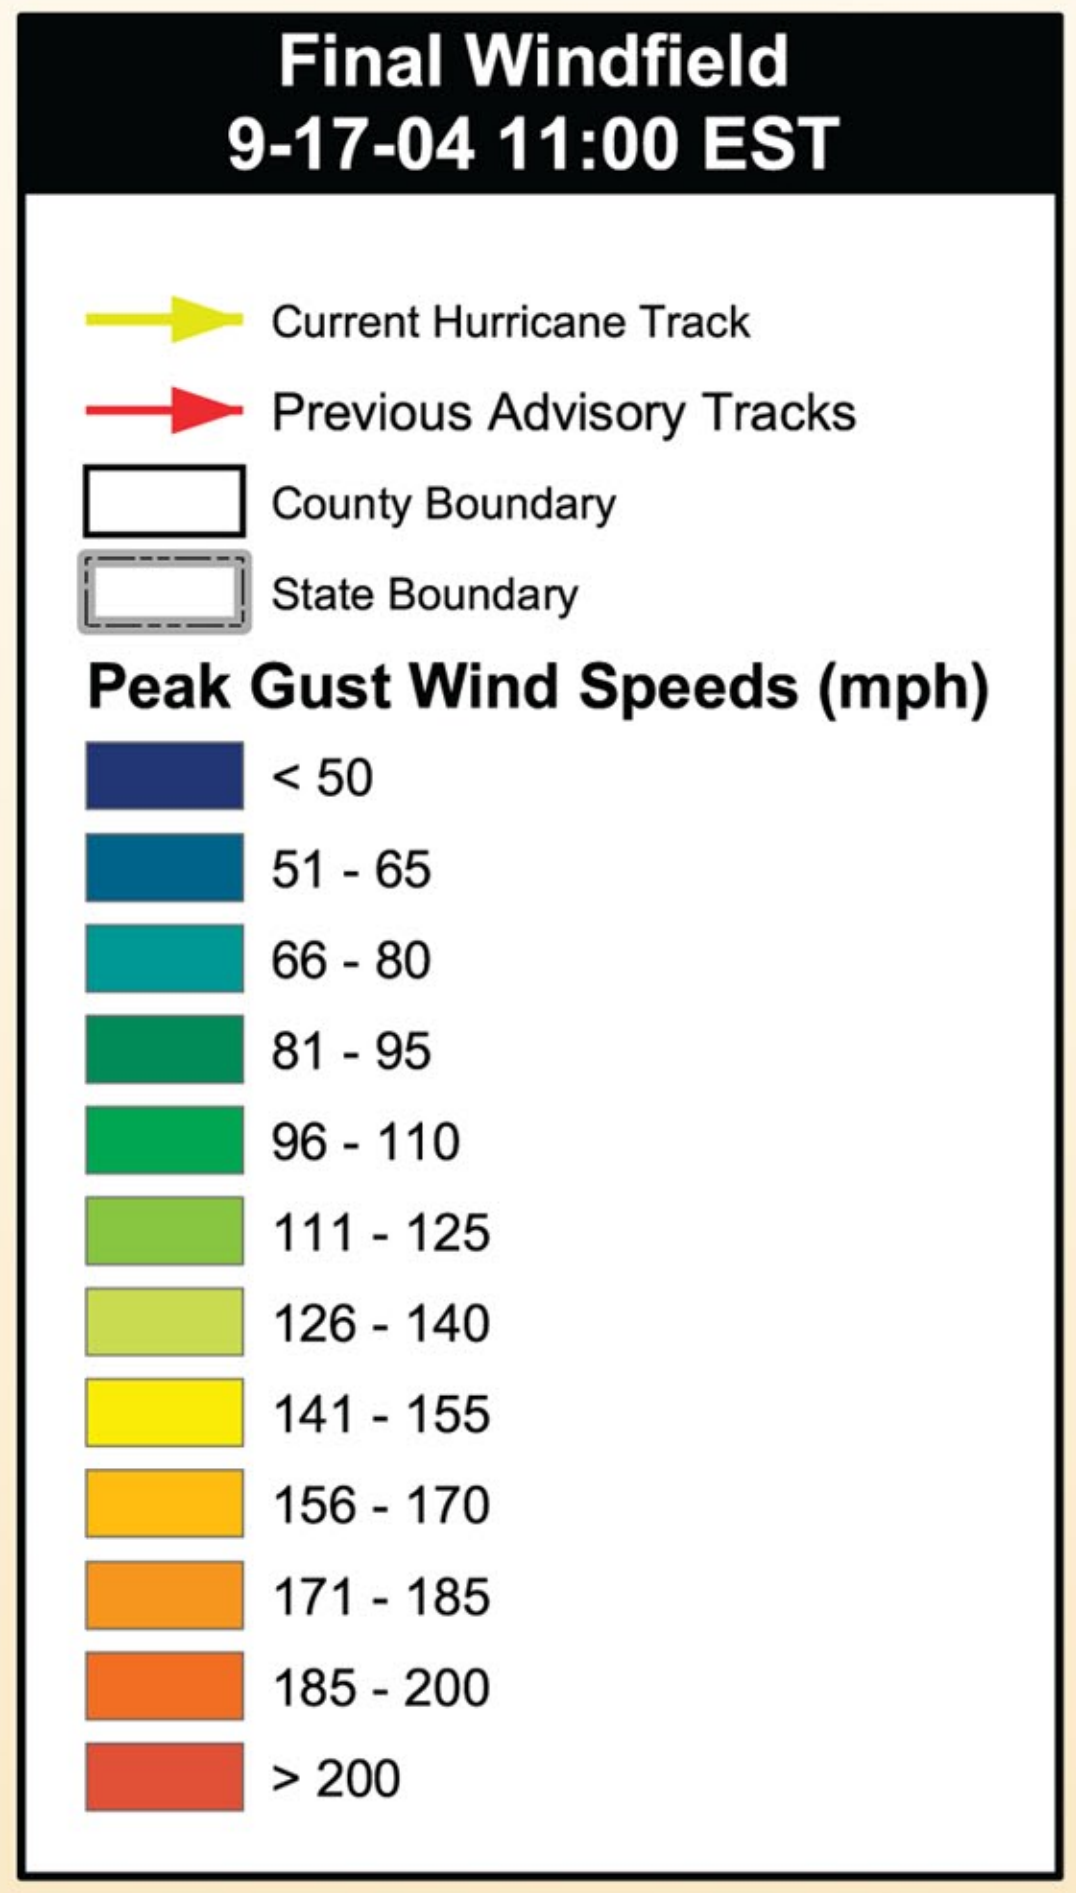 Final Windfield
9-17-04 11:00 EST
Current Hurricane Track
Previous Advisory Tracks
County Boundary
State Boundary
Peak Gust Wind Speeds (mph)
< 50
51 - 65
66 - 80
81 - 95
96 - 110
111 - 125
126 - 140
141 - 155
156 - 170
171 - 185
185 - 200
> 200